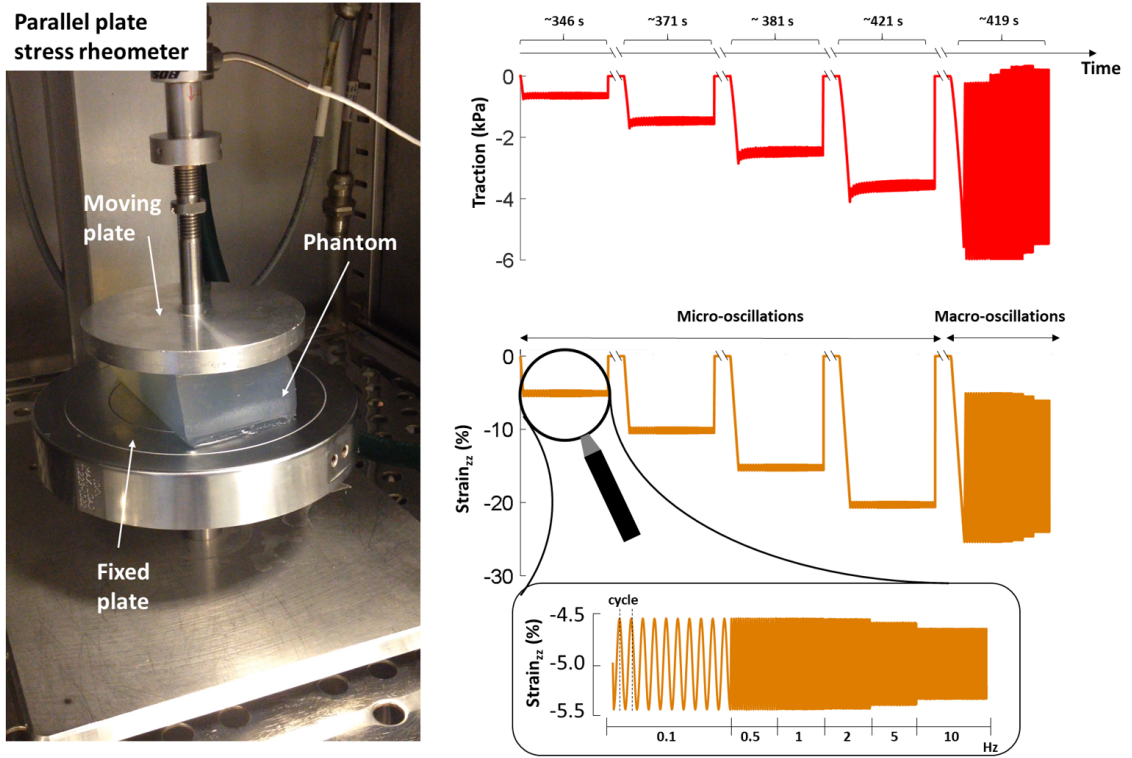 Parallel plate
stress rheometer
Moving
plate
Phantom
Fixed
plate
~346 s
~371 s
~ 381 s
~421 s
~419 s
Time
Traction (kPa)
0
-2
-4
-6
Micro-oscillations
Macro-oscillations
Strainzz (%)
0
-10
-20
-30
cycle
Strainzz (%)
-4.5
-5.0
-5.5
0.1
0.5
1
2
5
10
Hz